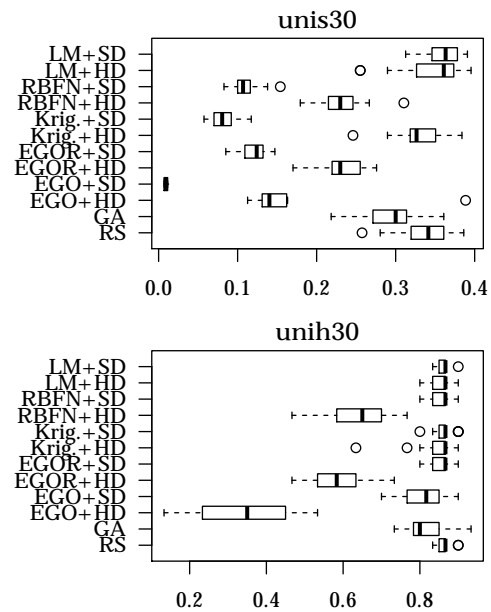 unis30
LM+SD
LM+HD
RBFN+SD
RBFN+HD
Krig.+SD
Krig.+HD
EGOR+SD
EGOR+HD
EGO+SD
EGO+HD
GA
RS
0.0 0.1 0.2 0.3 0.4
unih30
LM+SD
LM+HD
RBFN+SD
RBFN+HD
Krig.+SD
Krig.+HD
EGOR+SD
EGOR+HD
EGO+SD
EGO+HD
GA
RS
0.2 0.4 0.6 0.8